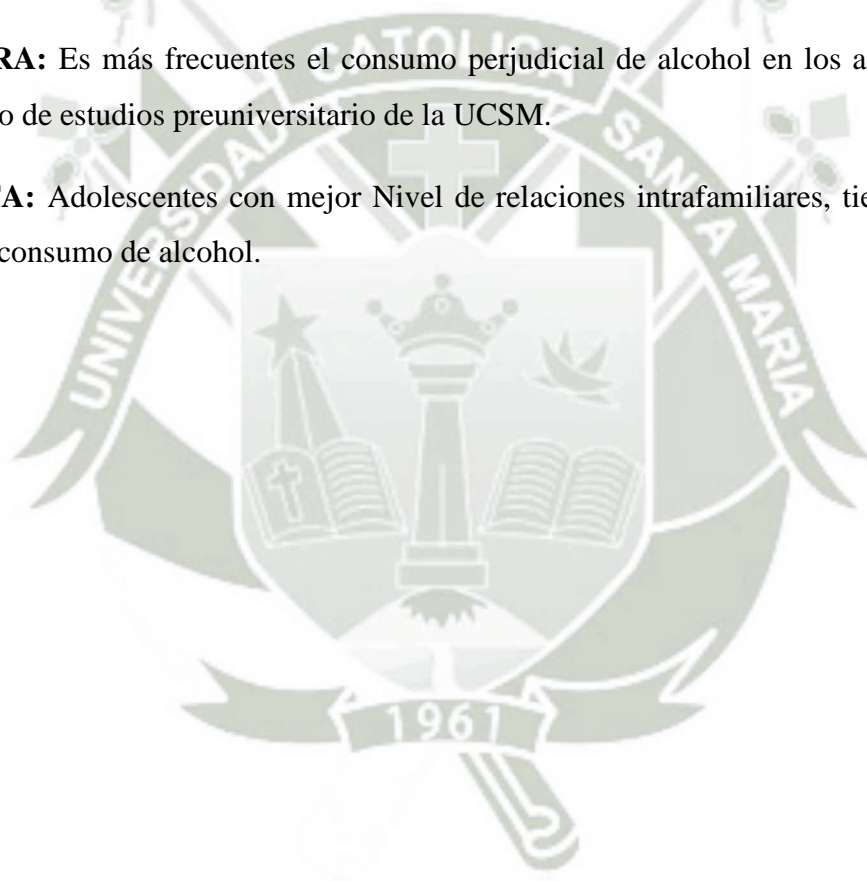 RA: Es más frecuentes el consumo perjudicial de alcohol en los a
o de estudios preuniversitario de la UCSM.
A: Adolescentes con mejor Nivel de relaciones intrafamiliares, tie
consumo de alcohol.
UNIVERSIDAD CATOLICA SANTA MARIA
1961